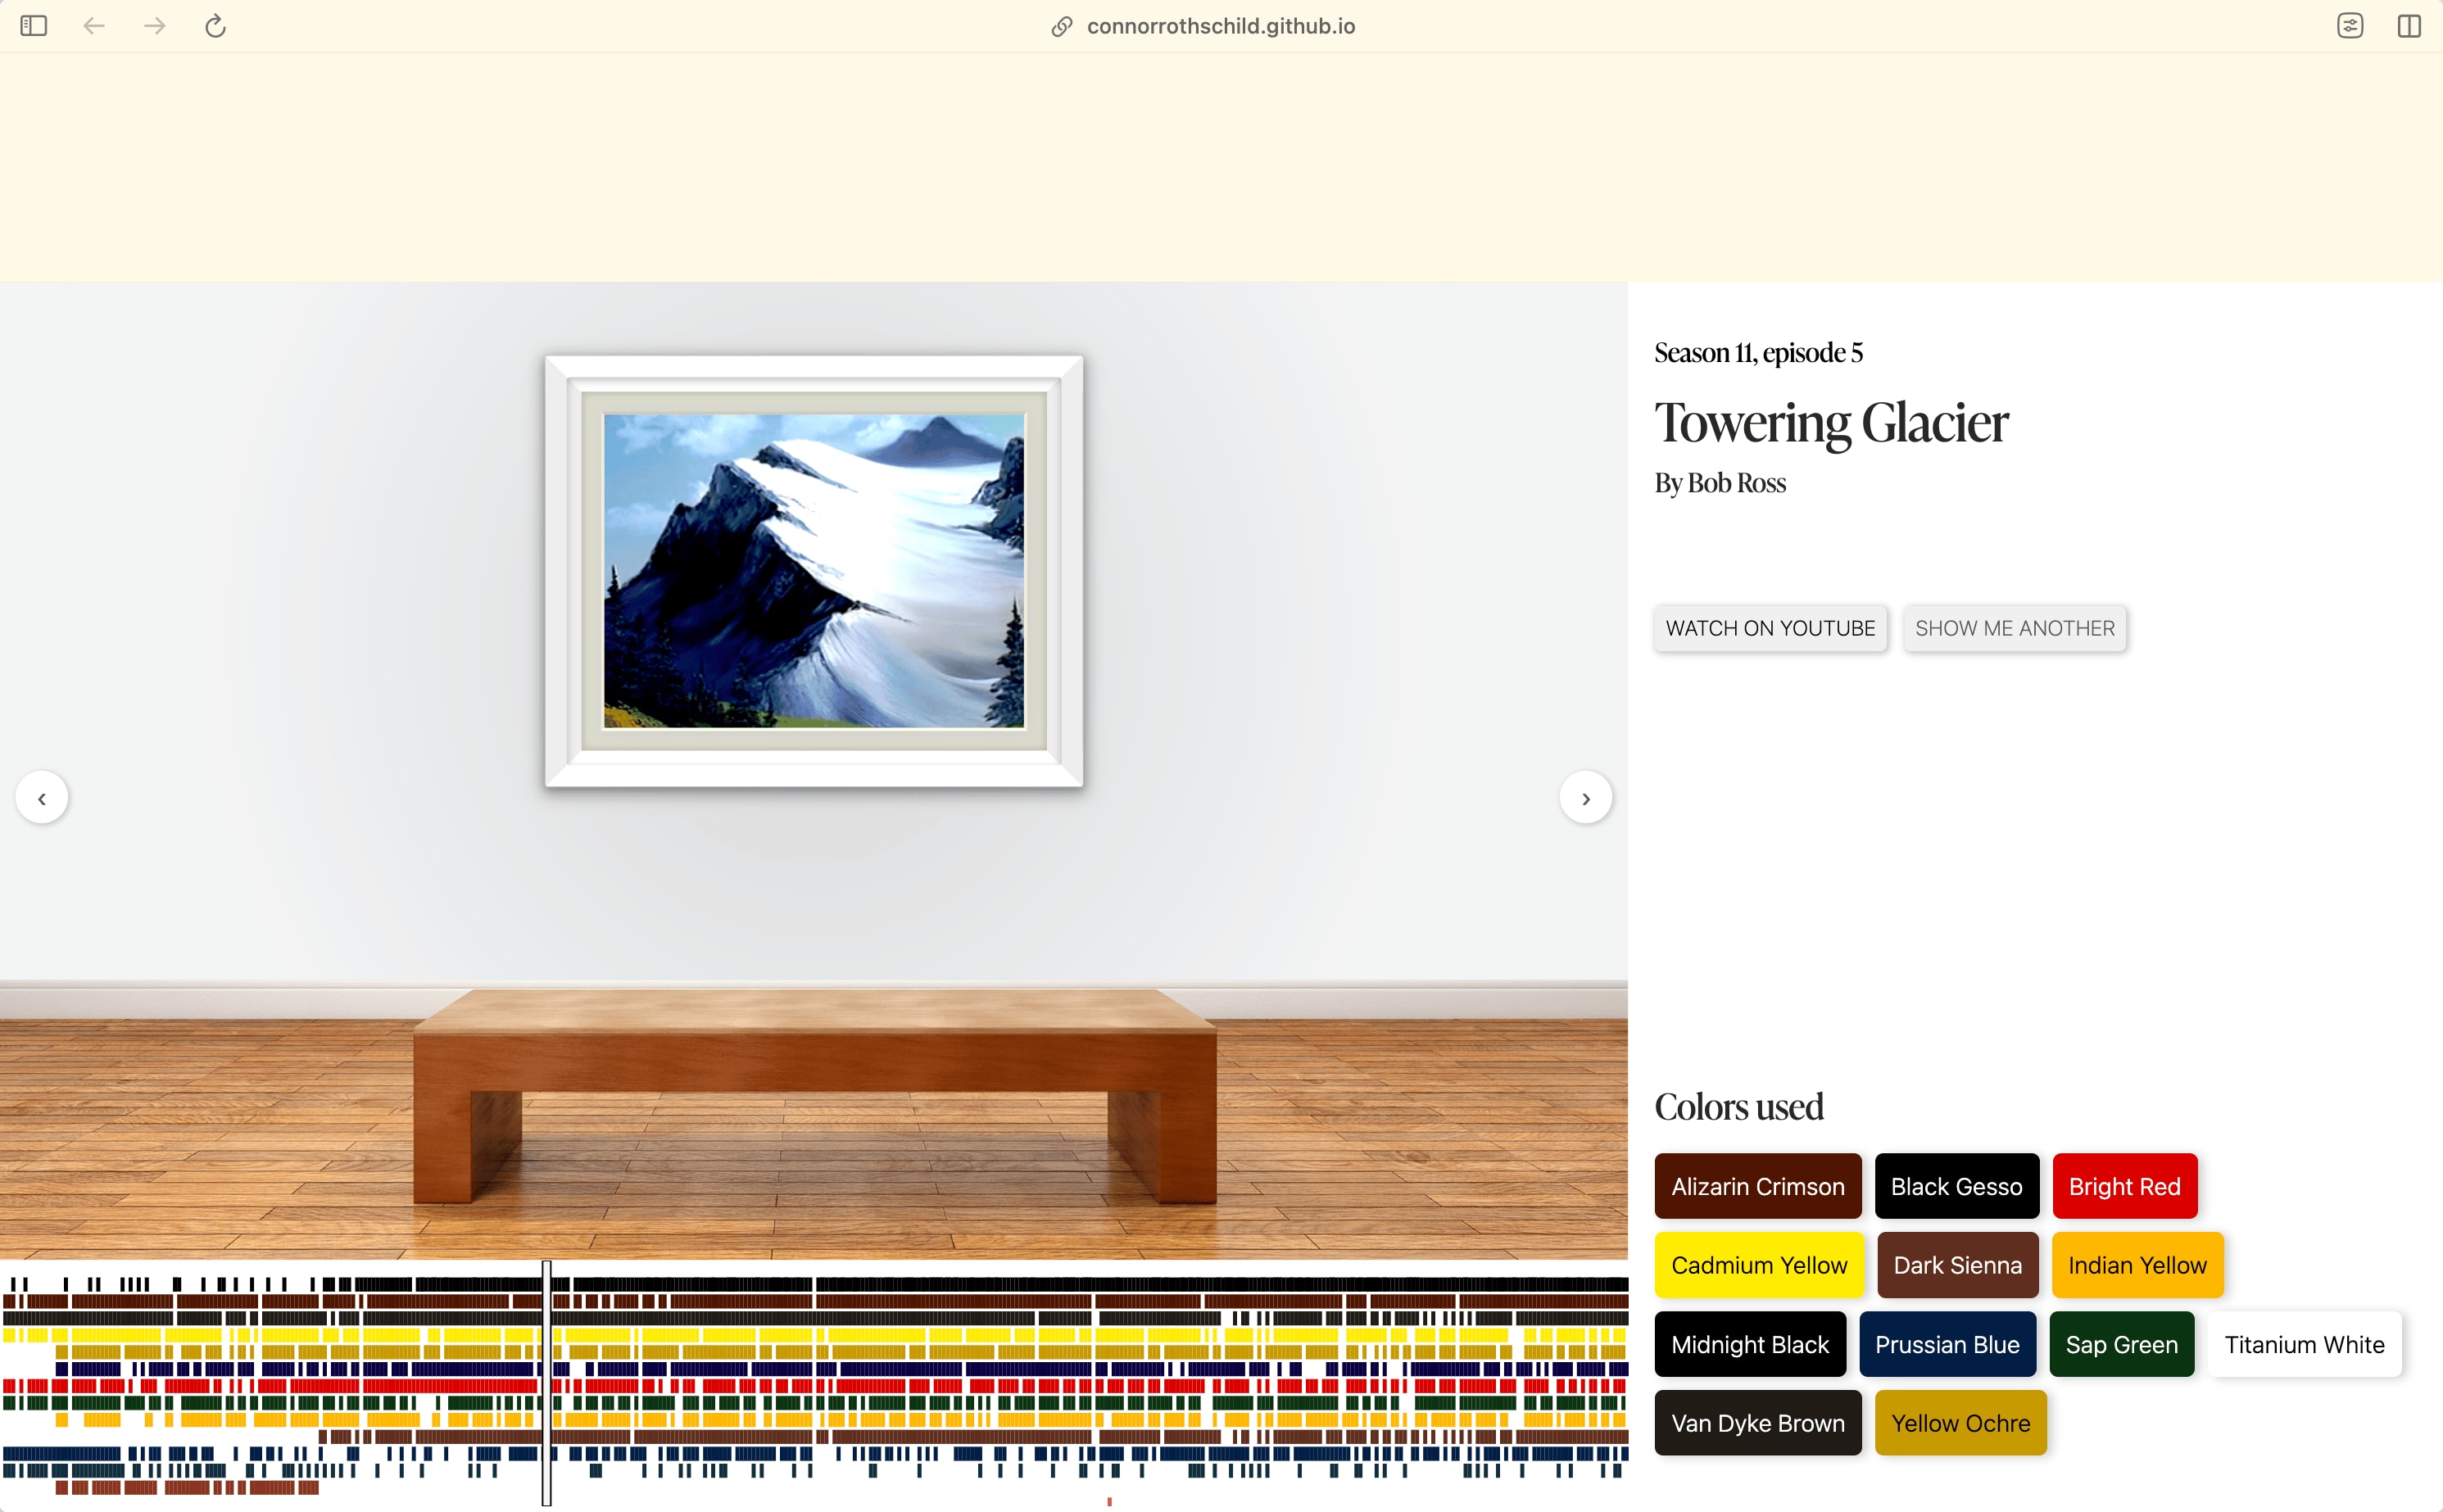 connorrothschild.github.io
Season 11, episode 5
Towering Glacier
By Bob Ross
WATCH ON YOUTUBE SHOW ME ANOTHER
‹ ›
Colors used
Alizarin Crimson Black Gesso Bright Red
Cadmium Yellow Dark Sienna Indian Yellow
Midnight Black Prussian Blue Sap Green Titanium White
Van Dyke Brown Yellow Ochre